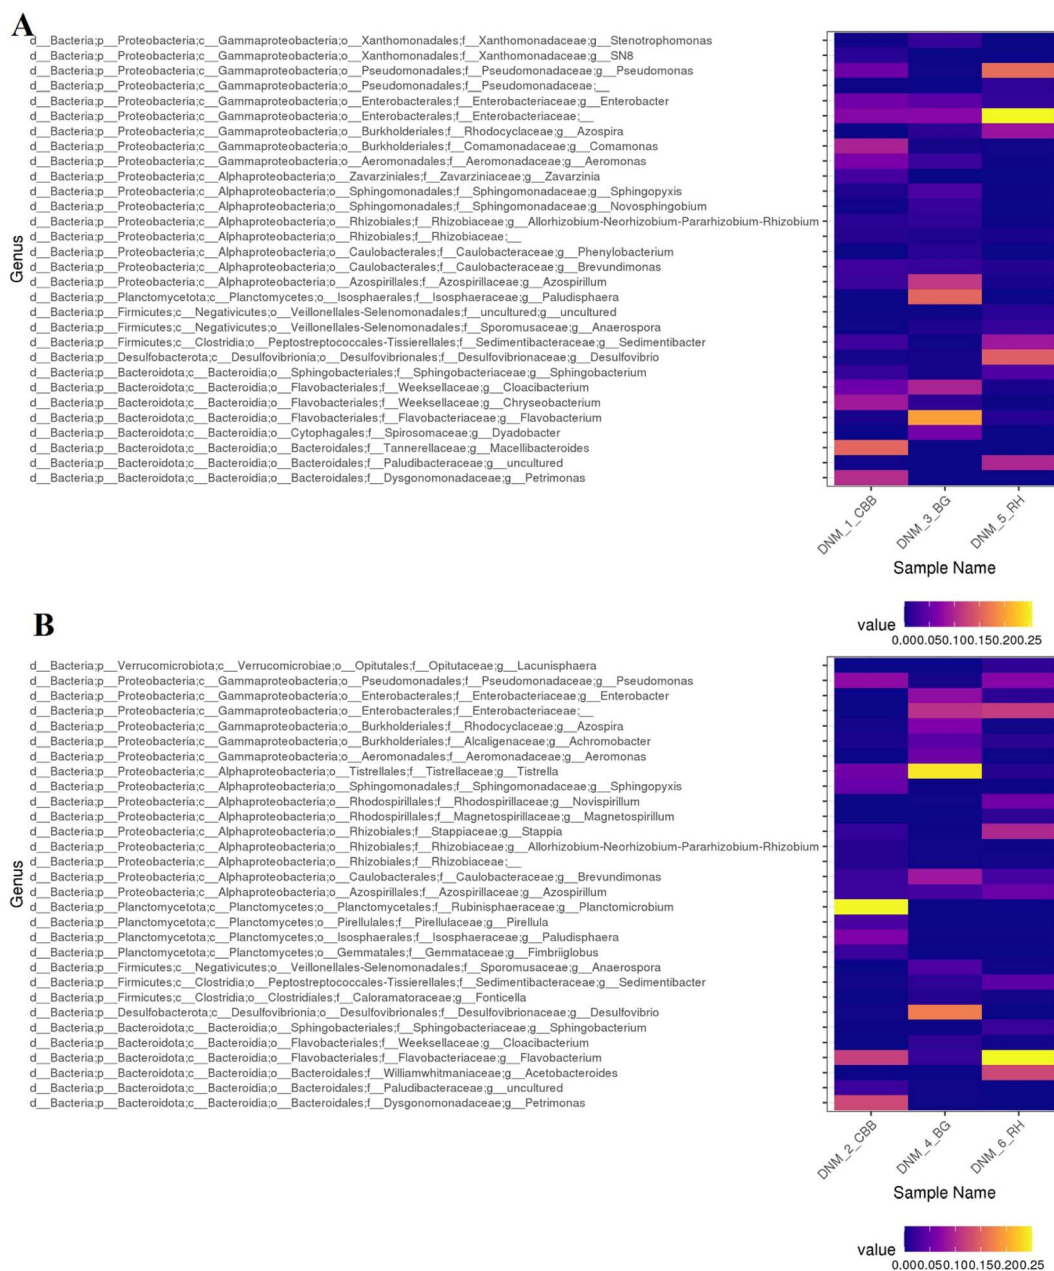 A
d__Bacteria;p__Proteobacteria;c__Gammaproteobacteria;o__Xanthomonadales;f__Xanthomonadaceae;g__Stenotrophomonas
d__Bacteria;p__Proteobacteria;c__Gammaproteobacteria;o__Xanthomonadales;f__Xanthomonadaceae;g__SN8
d__Bacteria;p__Proteobacteria;c__Gammaproteobacteria;o__Pseudomonadales;f__Pseudomonadaceae;g__Pseudomonas
d__Bacteria;p__Proteobacteria;c__Gammaproteobacteria;o__Pseudomonadales;f__Pseudomonadaceae;__
d__Bacteria;p__Proteobacteria;c__Gammaproteobacteria;o__Enterobacterales;f__Enterobacteriaceae;g__Enterobacter
d__Bacteria;p__Proteobacteria;c__Gammaproteobacteria;o__Enterobacterales;f__Enterobacteriaceae;__
d__Bacteria;p__Proteobacteria;c__Gammaproteobacteria;o__Burkholderiales;f__Rhodocyclaceae;g__Azospira
d__Bacteria;p__Proteobacteria;c__Gammaproteobacteria;o__Burkholderiales;f__Comamonadaceae;g__Comamonas
d__Bacteria;p__Proteobacteria;c__Gammaproteobacteria;o__Aeromonadales;f__Aeromonadaceae;g__Aeromonas
d__Bacteria;p__Proteobacteria;c__Alphaproteobacteria;o__Zavarziniales;f__Zavarziniaceae;g__Zavarzinia
d__Bacteria;p__Proteobacteria;c__Alphaproteobacteria;o__Sphingomonadales;f__Sphingomonadaceae;g__Sphingopyxis
d__Bacteria;p__Proteobacteria;c__Alphaproteobacteria;o__Sphingomonadales;f__Sphingomonadaceae;g__Novosphingobium
d__Bacteria;p__Proteobacteria;c__Alphaproteobacteria;o__Rhizobiales;f__Rhizobiaceae;g__Allorhizobium-Neorhizobium-Pararhizobium-Rhizobium
d__Bacteria;p__Proteobacteria;c__Alphaproteobacteria;o__Rhizobiales;f__Rhizobiaceae;__
d__Bacteria;p__Proteobacteria;c__Alphaproteobacteria;o__Caulobacterales;f__Caulobacteraceae;g__Phenylobacterium
d__Bacteria;p__Proteobacteria;c__Alphaproteobacteria;o__Caulobacterales;f__Caulobacteraceae;g__Brevundimonas
d__Bacteria;p__Proteobacteria;c__Alphaproteobacteria;o__Azospirillales;f__Azospirillaceae;g__Azospirillum
d__Bacteria;p__Planctomycetota;c__Planctomycetes;o__Isosphaerales;f__Isosphaeraceae;g__Paludisphaera
d__Bacteria;p__Firmicutes;c__Negativicutes;o__Veillonellales-Selenomonadales;f__uncultured;g__uncultured
d__Bacteria;p__Firmicutes;c__Negativicutes;o__Veillonellales-Selenomonadales;f__Sporomusaceae;g__Anaerospora
d__Bacteria;p__Firmicutes;c__Clostridia;o__Peptostreptococcales-Tissierellales;f__Sedimentibacteraceae;g__Sedimentibacter
d__Bacteria;p__Desulfobacterota;c__Desulfovibrionia;o__Desulfovibrionales;f__Desulfovibrionaceae;g__Desulfovibrio
d__Bacteria;p__Bacteroidota;c__Bacteroidia;o__Sphingobacteriales;f__Sphingobacteriaceae;g__Sphingobacterium
d__Bacteria;p__Bacteroidota;c__Bacteroidia;o__Flavobacteriales;f__Weeksellaceae;g__Cloacibacterium
d__Bacteria;p__Bacteroidota;c__Bacteroidia;o__Flavobacteriales;f__Weeksellaceae;g__Chryseobacterium
d__Bacteria;p__Bacteroidota;c__Bacteroidia;o__Flavobacteriales;f__Flavobacteriaceae;g__Flavobacterium
d__Bacteria;p__Bacteroidota;c__Bacteroidia;o__Cytophagales;f__Spirosomaceae;g__Dyadobacter
d__Bacteria;p__Bacteroidota;c__Bacteroidia;o__Bacteroidales;f__Tannerellaceae;g__Macellibacteroides
d__Bacteria;p__Bacteroidota;c__Bacteroidia;o__Bacteroidales;f__Paludibacteraceae;g__uncultured
d__Bacteria;p__Bacteroidota;c__Bacteroidia;o__Bacteroidales;f__Dysgonomonadaceae;g__Petrimonas
Genus
DNM_1_CBB DNM_3_BG DNM_5_RH
Sample Name
value
0.000.050.100.150.200.25
B
d__Bacteria;p__Verrucomicrobiota;c__Verrucomicrobiae;o__Opitutales;f__Opitutaceae;g__Lacunisphaera
d__Bacteria;p__Proteobacteria;c__Gammaproteobacteria;o__Pseudomonadales;f__Pseudomonadaceae;g__Pseudomonas
d__Bacteria;p__Proteobacteria;c__Gammaproteobacteria;o__Enterobacterales;f__Enterobacteriaceae;g__Enterobacter
d__Bacteria;p__Proteobacteria;c__Gammaproteobacteria;o__Enterobacterales;f__Enterobacteriaceae;__
d__Bacteria;p__Proteobacteria;c__Gammaproteobacteria;o__Burkholderiales;f__Rhodocyclaceae;g__Azospira
d__Bacteria;p__Proteobacteria;c__Gammaproteobacteria;o__Burkholderiales;f__Alcaligenaceae;g__Achromobacter
d__Bacteria;p__Proteobacteria;c__Gammaproteobacteria;o__Aeromonadales;f__Aeromonadaceae;g__Aeromonas
d__Bacteria;p__Proteobacteria;c__Alphaproteobacteria;o__Tistrellales;f__Tistrellaceae;g__Tistrella
d__Bacteria;p__Proteobacteria;c__Alphaproteobacteria;o__Sphingomonadales;f__Sphingomonadaceae;g__Sphingopyxis
d__Bacteria;p__Proteobacteria;c__Alphaproteobacteria;o__Rhodospirillales;f__Rhodospirillaceae;g__Novispirillum
d__Bacteria;p__Proteobacteria;c__Alphaproteobacteria;o__Rhodospirillales;f__Magnetospirillaceae;g__Magnetospirillum
d__Bacteria;p__Proteobacteria;c__Alphaproteobacteria;o__Rhizobiales;f__Stappiaceae;g__Stappia
d__Bacteria;p__Proteobacteria;c__Alphaproteobacteria;o__Rhizobiales;f__Rhizobiaceae;g__Allorhizobium-Neorhizobium-Pararhizobium-Rhizobium
d__Bacteria;p__Proteobacteria;c__Alphaproteobacteria;o__Rhizobiales;f__Rhizobiaceae;__
d__Bacteria;p__Proteobacteria;c__Alphaproteobacteria;o__Caulobacterales;f__Caulobacteraceae;g__Brevundimonas
d__Bacteria;p__Proteobacteria;c__Alphaproteobacteria;o__Azospirillales;f__Azospirillaceae;g__Azospirillum
d__Bacteria;p__Planctomycetota;c__Planctomycetes;o__Planctomycetales;f__Rubinisphaeraceae;g__Planctomicrobium
d__Bacteria;p__Planctomycetota;c__Planctomycetes;o__Pirellulales;f__Pirellulaceae;g__Pirellula
d__Bacteria;p__Planctomycetota;c__Planctomycetes;o__Isosphaerales;f__Isosphaeraceae;g__Paludisphaera
d__Bacteria;p__Planctomycetota;c__Planctomycetes;o__Gemmatales;f__Gemmataceae;g__Fimbriiglobus
d__Bacteria;p__Firmicutes;c__Negativicutes;o__Veillonellales-Selenomonadales;f__Sporomusaceae;g__Anaerospora
d__Bacteria;p__Firmicutes;c__Clostridia;o__Peptostreptococcales-Tissierellales;f__Sedimentibacteraceae;g__Sedimentibacter
d__Bacteria;p__Firmicutes;c__Clostridia;o__Clostridiales;f__Caloramatoraceae;g__Fonticella
d__Bacteria;p__Desulfobacterota;c__Desulfovibrionia;o__Desulfovibrionales;f__Desulfovibrionaceae;g__Desulfovibrio
d__Bacteria;p__Bacteroidota;c__Bacteroidia;o__Sphingobacteriales;f__Sphingobacteriaceae;g__Sphingobacterium
d__Bacteria;p__Bacteroidota;c__Bacteroidia;o__Flavobacteriales;f__Weeksellaceae;g__Cloacibacterium
d__Bacteria;p__Bacteroidota;c__Bacteroidia;o__Flavobacteriales;f__Flavobacteriaceae;g__Flavobacterium
d__Bacteria;p__Bacteroidota;c__Bacteroidia;o__Bacteroidales;f__Williamwhitmaniaceae;g__Acetobacteroides
d__Bacteria;p__Bacteroidota;c__Bacteroidia;o__Bacteroidales;f__Paludibacteraceae;g__uncultured
d__Bacteria;p__Bacteroidota;c__Bacteroidia;o__Bacteroidales;f__Dysgonomonadaceae;g__Petrimonas
Genus
DNM_2_CBB DNM_4_BG DNM_6_RH
Sample Name
value
0.000.050.100.150.200.25